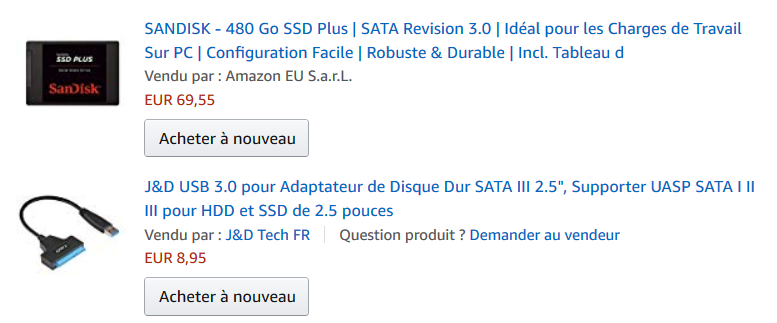 SANDISK - 480 Go SSD Plus | SATA Revision 3.0 | Idéal pour les Charges de Travail
Sur PC | Configuration Facile | Robuste & Durable | Incl. Tableau d
Vendu par : Amazon EU S.a.r.L.
EUR 69,55
Acheter à nouveau
SanDisk
SSD PLUS
SanDisk
J&D USB 3.0 pour Adaptateur de Disque Dur SATA III 2.5", Supporter UASP SATA I II
III pour HDD et SSD de 2.5 pouces
Vendu par : J&D Tech FR Question produit ? Demander au vendeur
EUR 8,95
Acheter à nouveau